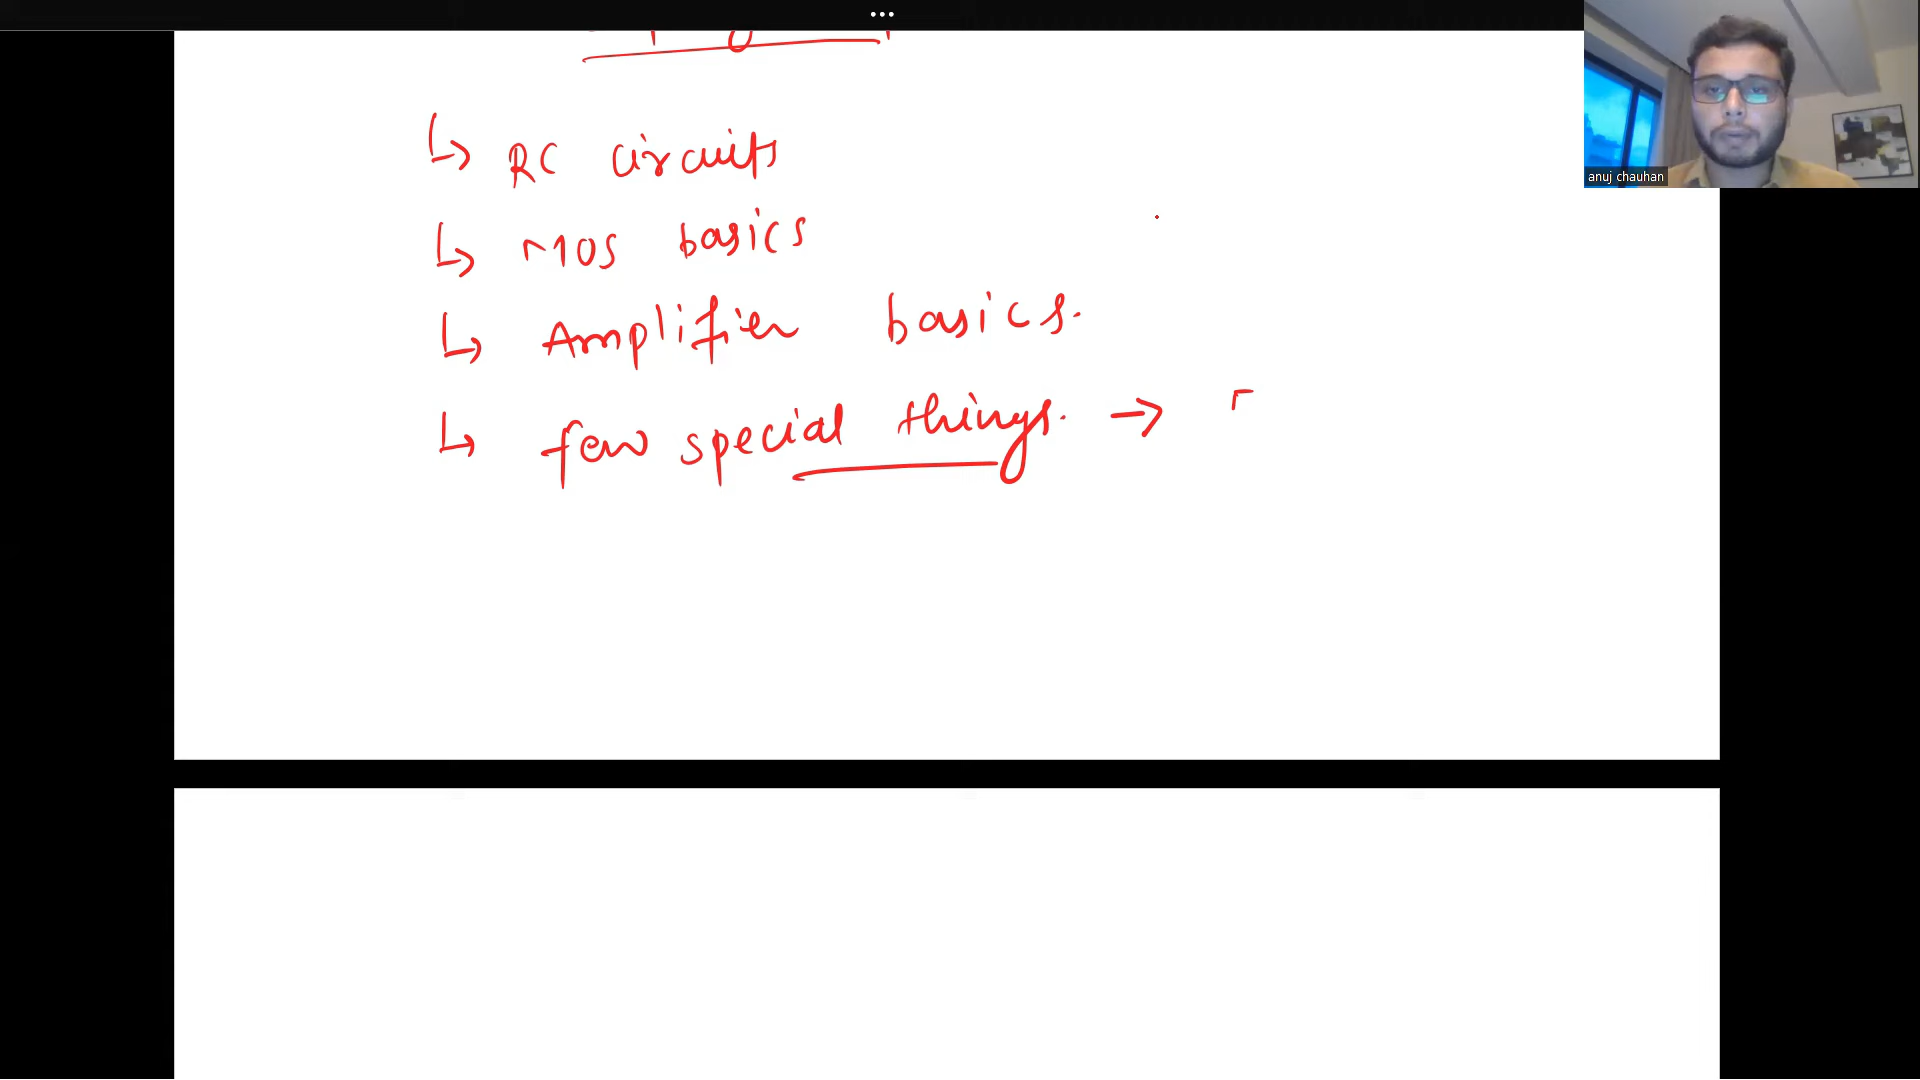 ↳ RC circuits
↳ MOS basics
↳ Amplifier basics.
↳ few special things. →
anuj chauhan